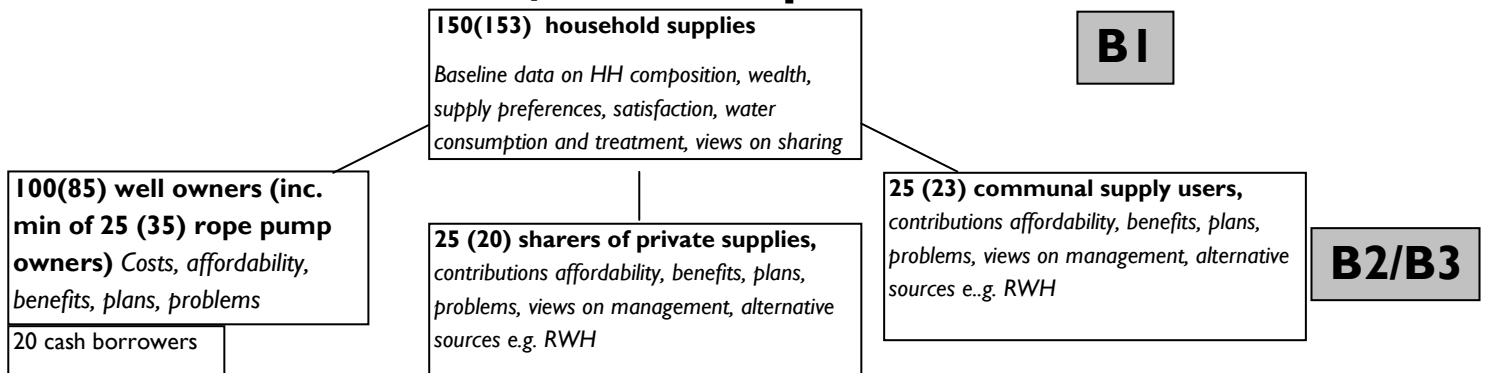 150(153) household supplies
Baseline data on HH composition, wealth,
supply preferences, satisfaction, water
consumption and treatment, views on sharing
B1
100(85) well owners (inc.
min of 25 (35) rope pump
owners) Costs, affordability,
benefits, plans, problems
20 cash borrowers
25 (20) sharers of private supplies,
contributions affordability, benefits, plans,
problems, views on management, alternative
sources e.g. RWH
25 (23) communal supply users,
contributions affordability, benefits, plans,
problems, views on management, alternative
sources e..g. RWH
B2/B3